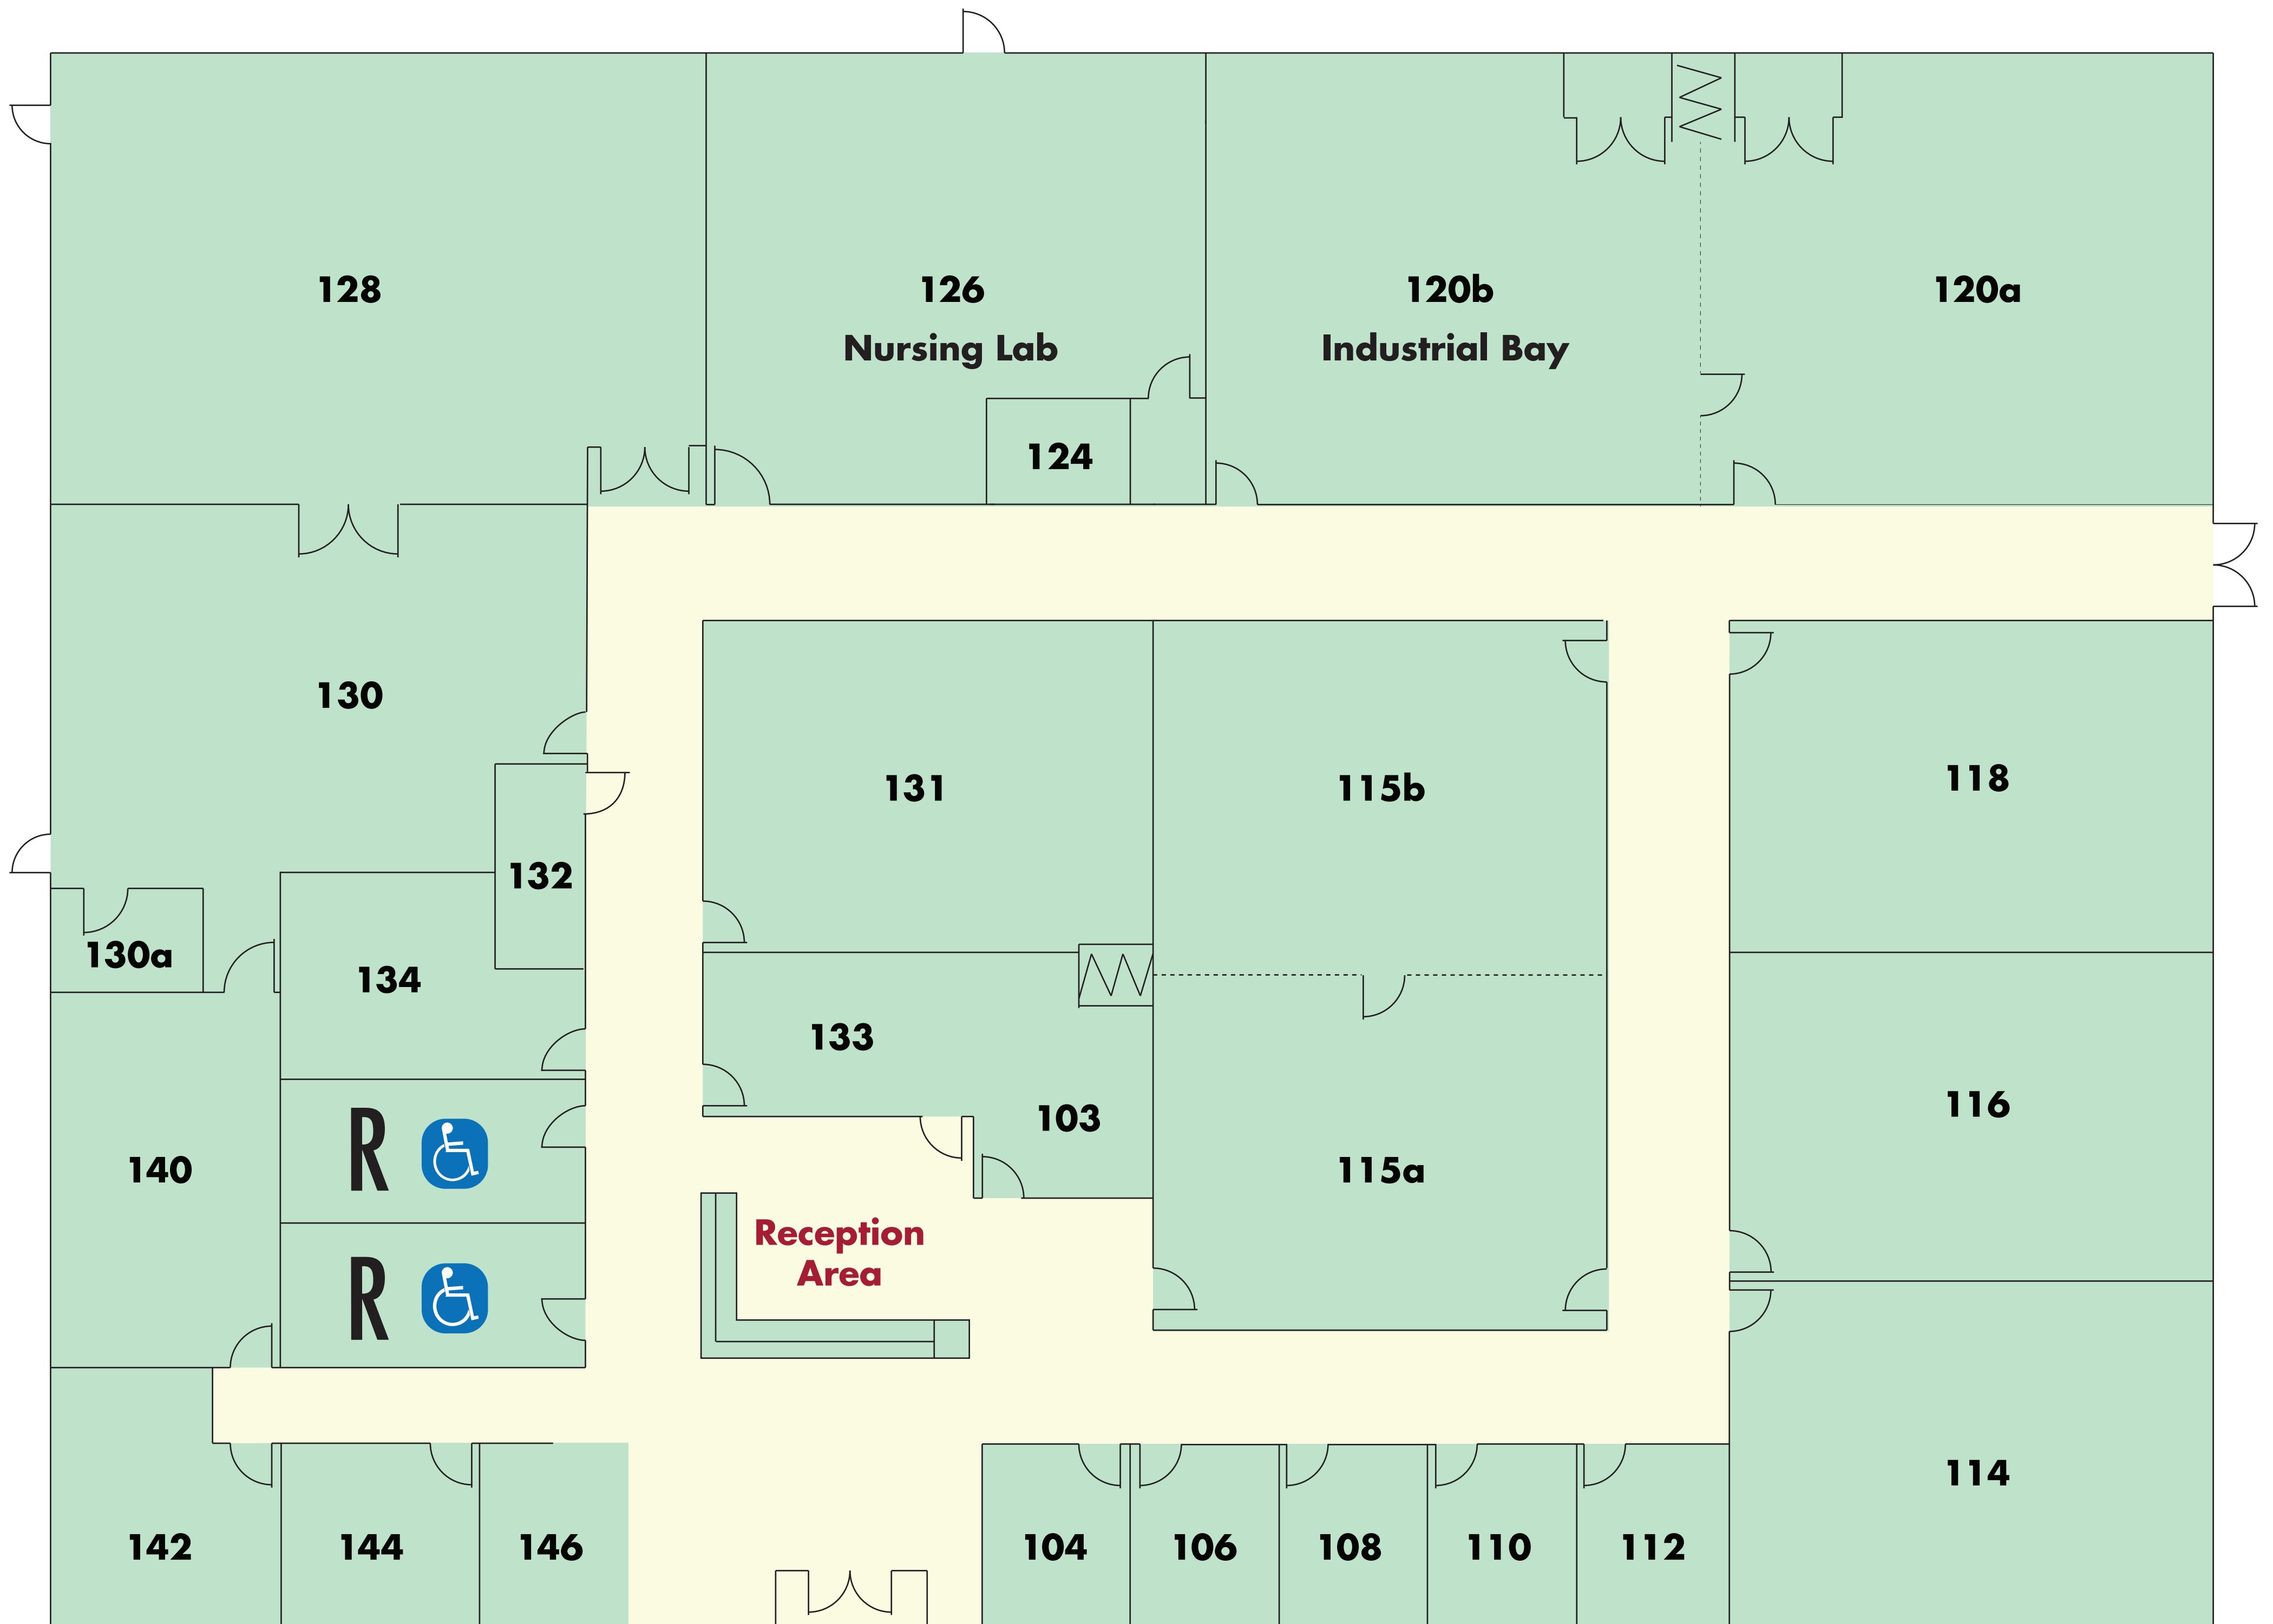 128
126
Nursing Lab
120b
Industrial Bay
120a
124
130
131
115b
118
132
130a
134
133
103
116
140
R
115a
Reception
Area
R
114
142
144
146
104
106
108
110
112